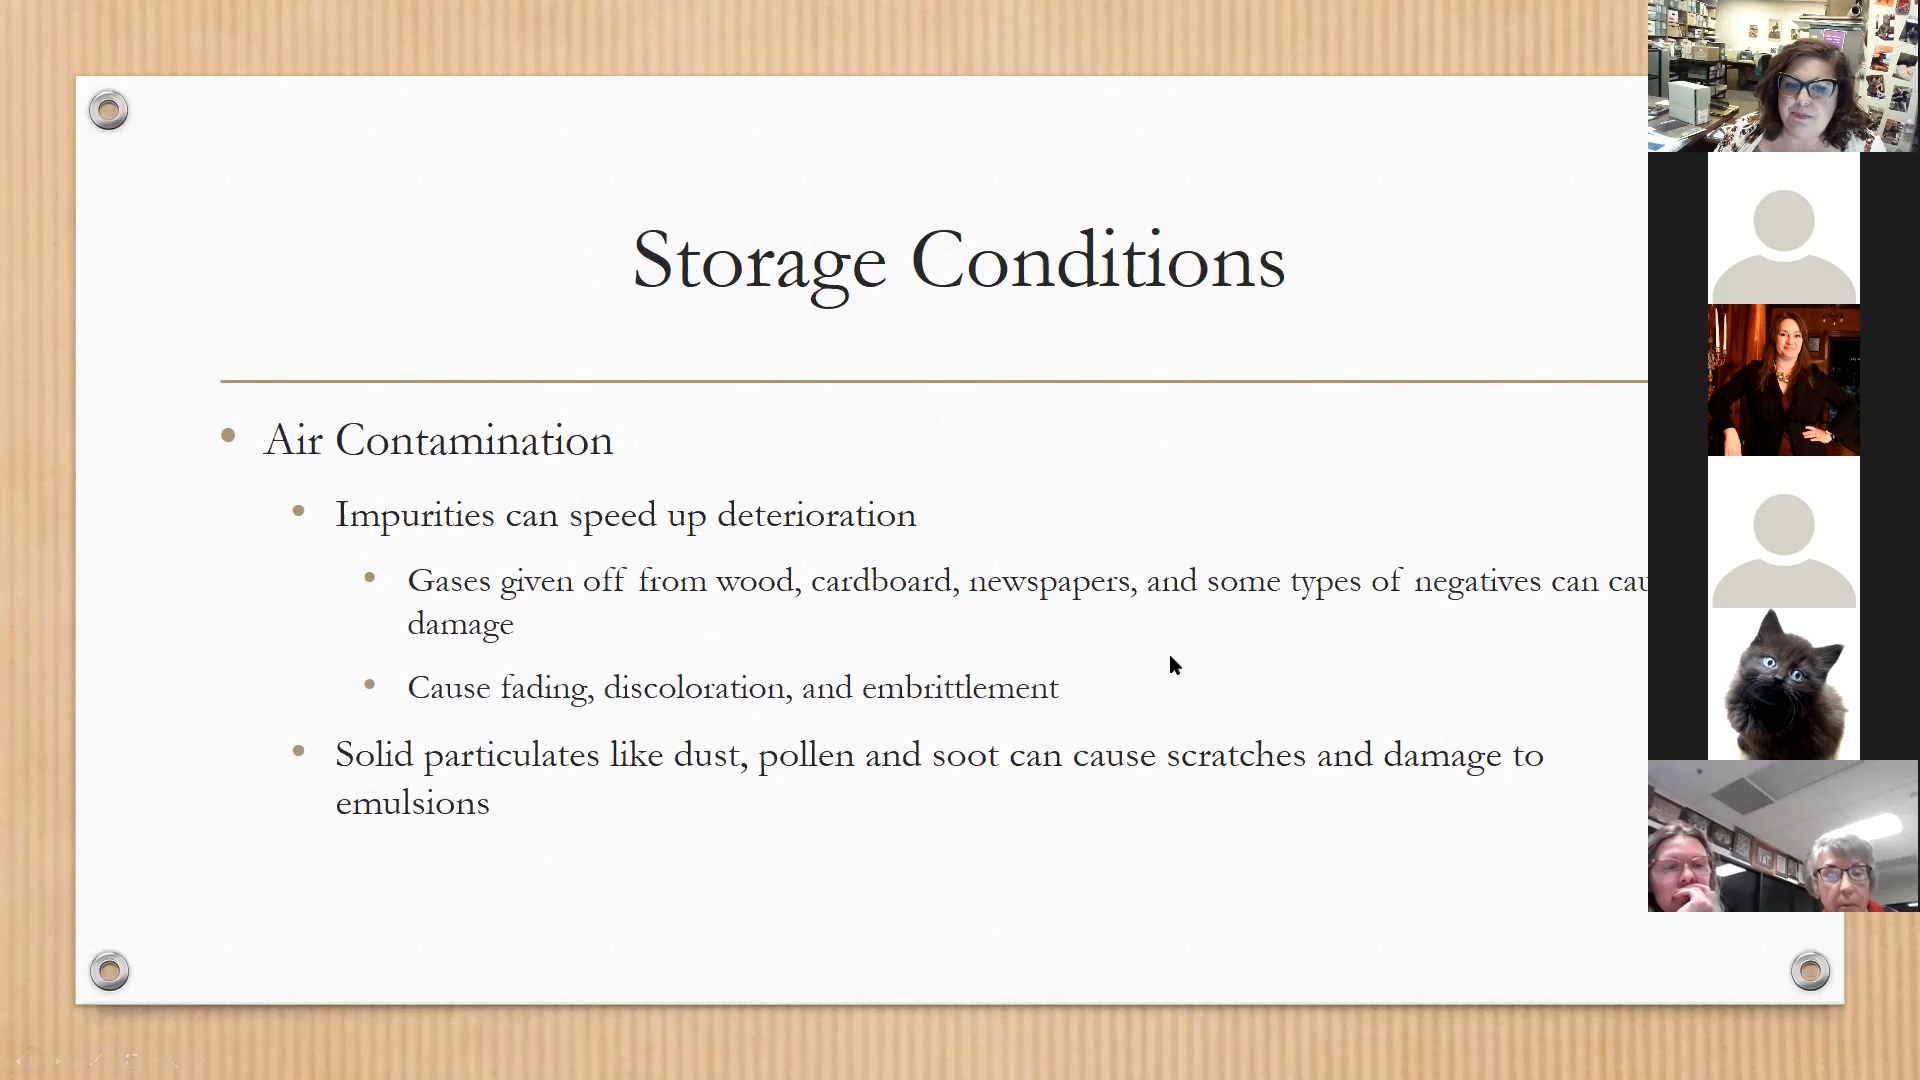 Storage Conditions
Air Contamination
Impurities can speed up deterioration
Gases given off from wood, cardboard, newspapers, and some types of negatives can
damage
Cause fading, discoloration, and embrittlement
Solid particulates like dust, pollen and soot can cause scratches and damage to
emulsions